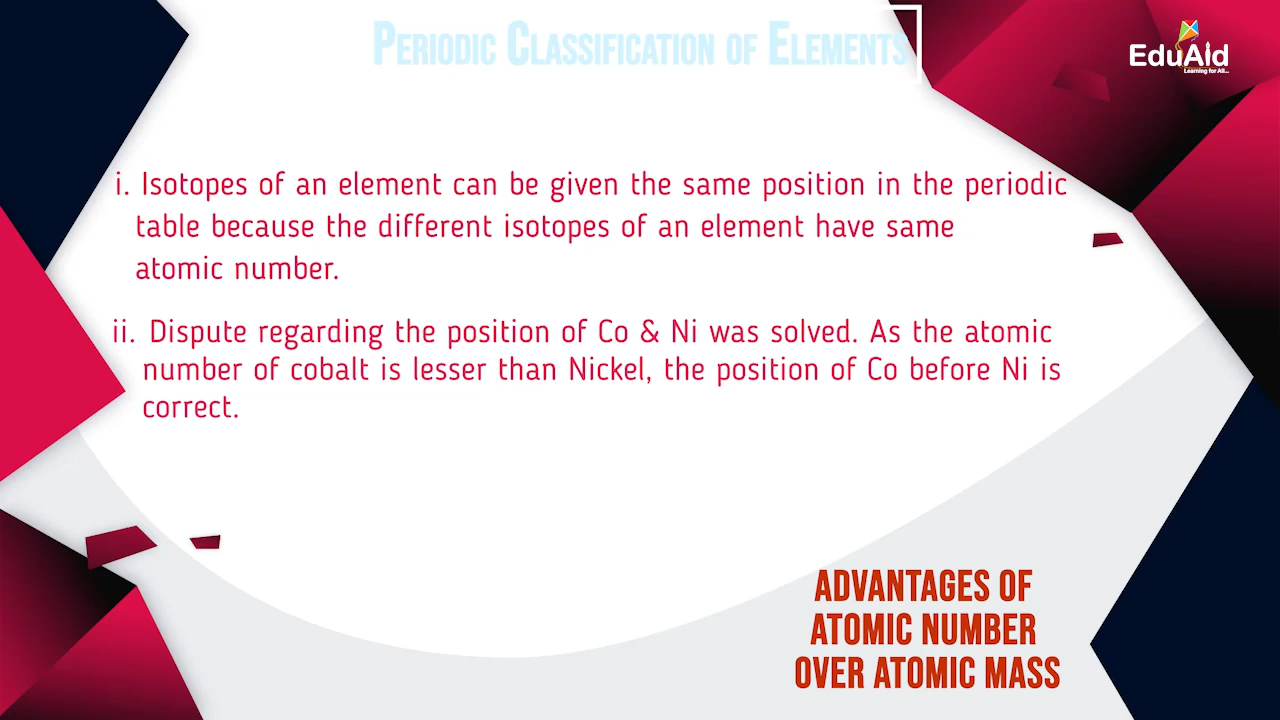 Periodic Classification of Elements
EduAid
Learning for All...
i. Isotopes of an element can be given the same position in the periodic
table because the different isotopes of an element have same
atomic number.
ii. Dispute regarding the position of Co & Ni was solved. As the atomic
number of cobalt is lesser than Nickel, the position of Co before Ni is
correct.
ADVANTAGES OF
ATOMIC NUMBER
OVER ATOMIC MASS